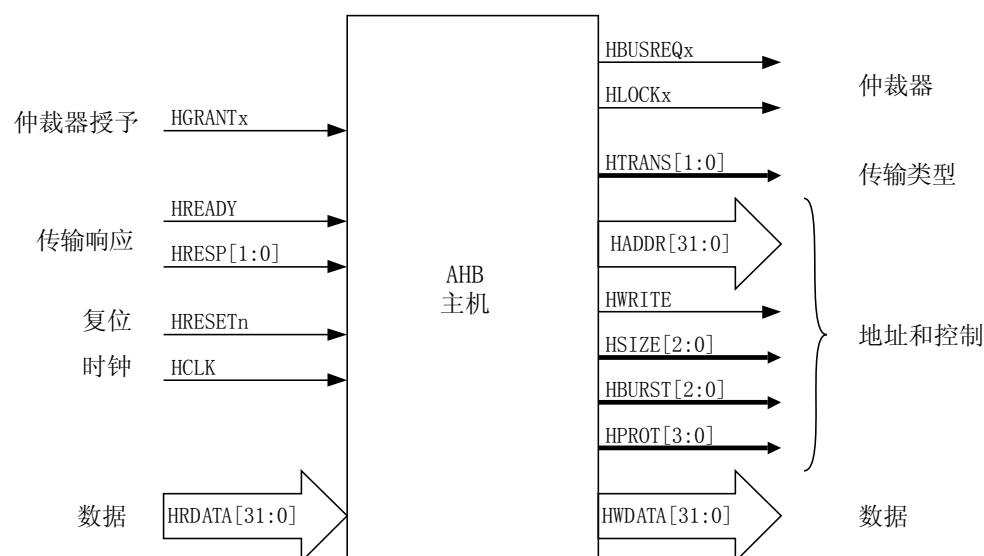 HBUSREQx
仲裁器
HLOCKx
仲裁器授予
HGRANTx
HTRANS[1:0]
传输类型
HREADY
传输响应
HRESP[1:0]
HADDR[31:0]
AHB
主机
HWRITE
复位
HRESETn
地址和控制
HSIZE[2:0]
时钟
HCLK
HBURST[2:0]
HPROT[3:0]
数据
HRDATA[31:0]
HWDATA[31:0]
数据